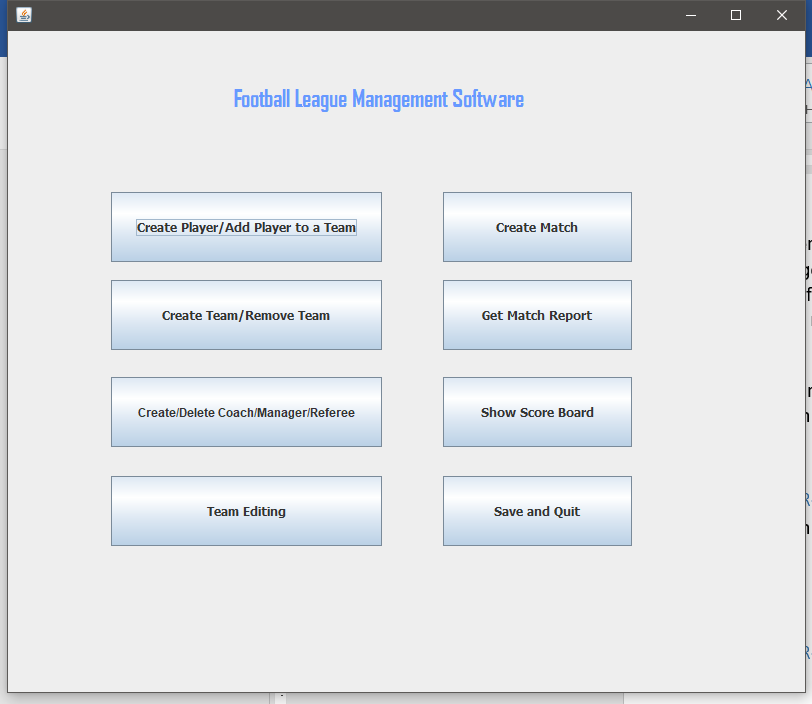 Football League Management Software
Create Player/Add Player to a Team
Create Match
Create Team/Remove Team
Get Match Report
Create/Delete Coach/Manager/Referee
Show Score Board
Team Editing
Save and Quit